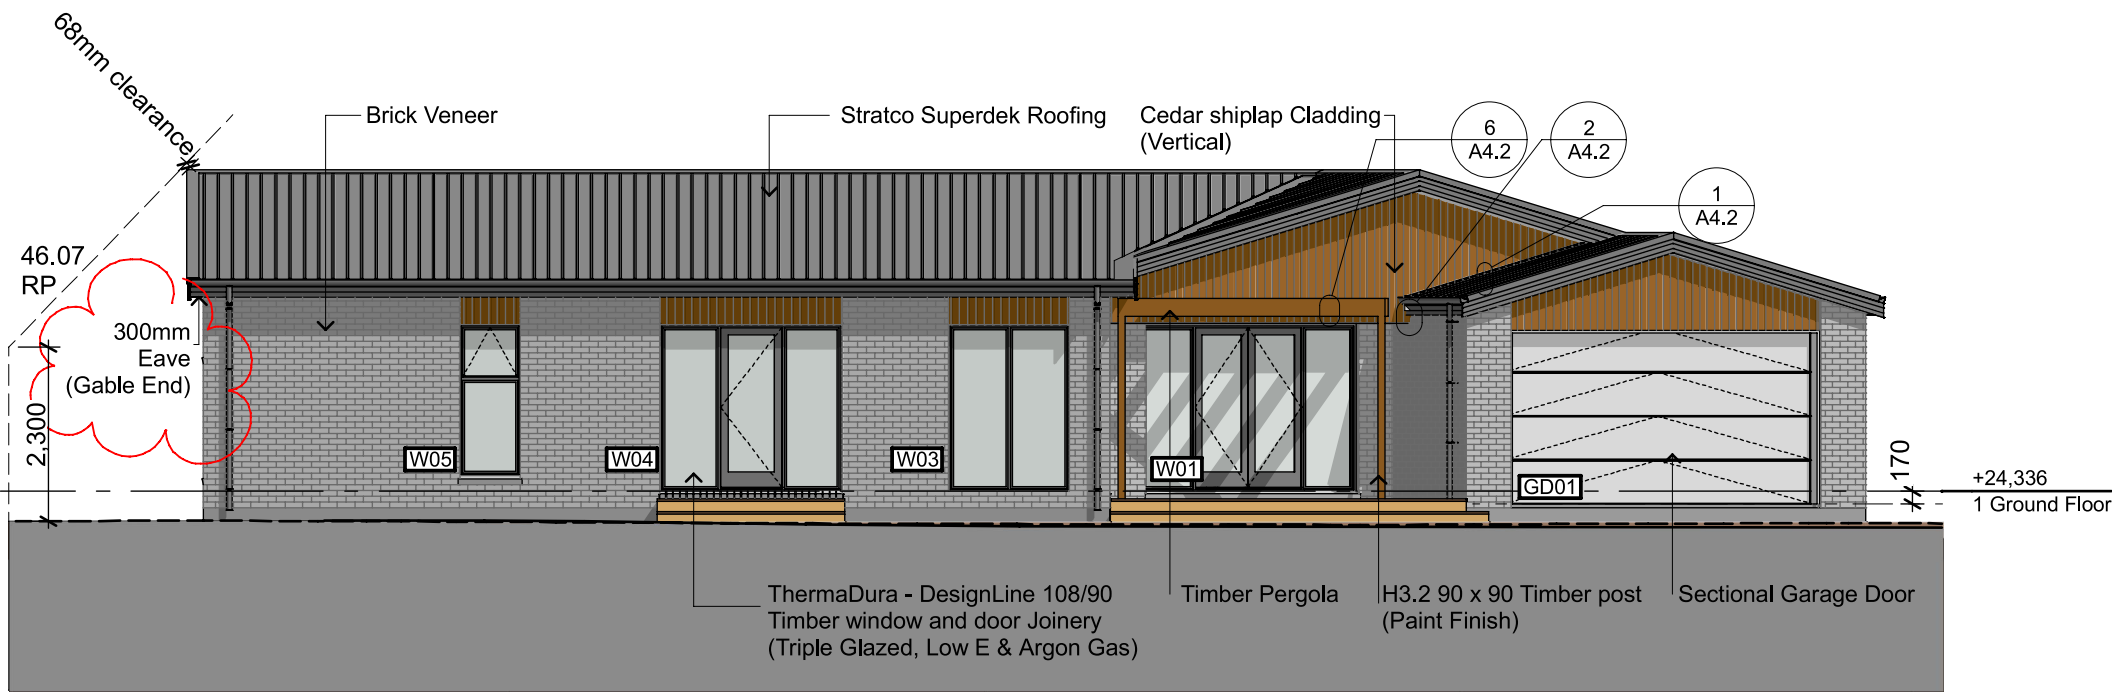 68mm clearance
Brick Veneer
Stratco Superdek Roofing
Cedar shiplap Cladding
(Vertical)
6
A4.2
2
A4.2
1
A4.2
46.07
RP
300mm
Eave
(Gable End)
2,300
W05
W04
W03
W01
GD01
170
+24,336
1 Ground Floor
ThermaDura - DesignLine 108/90
Timber window and door Joinery
(Triple Glazed, Low E & Argon Gas)
Timber Pergola
H3.2 90 x 90 Timber post
(Paint Finish)
Sectional Garage Door